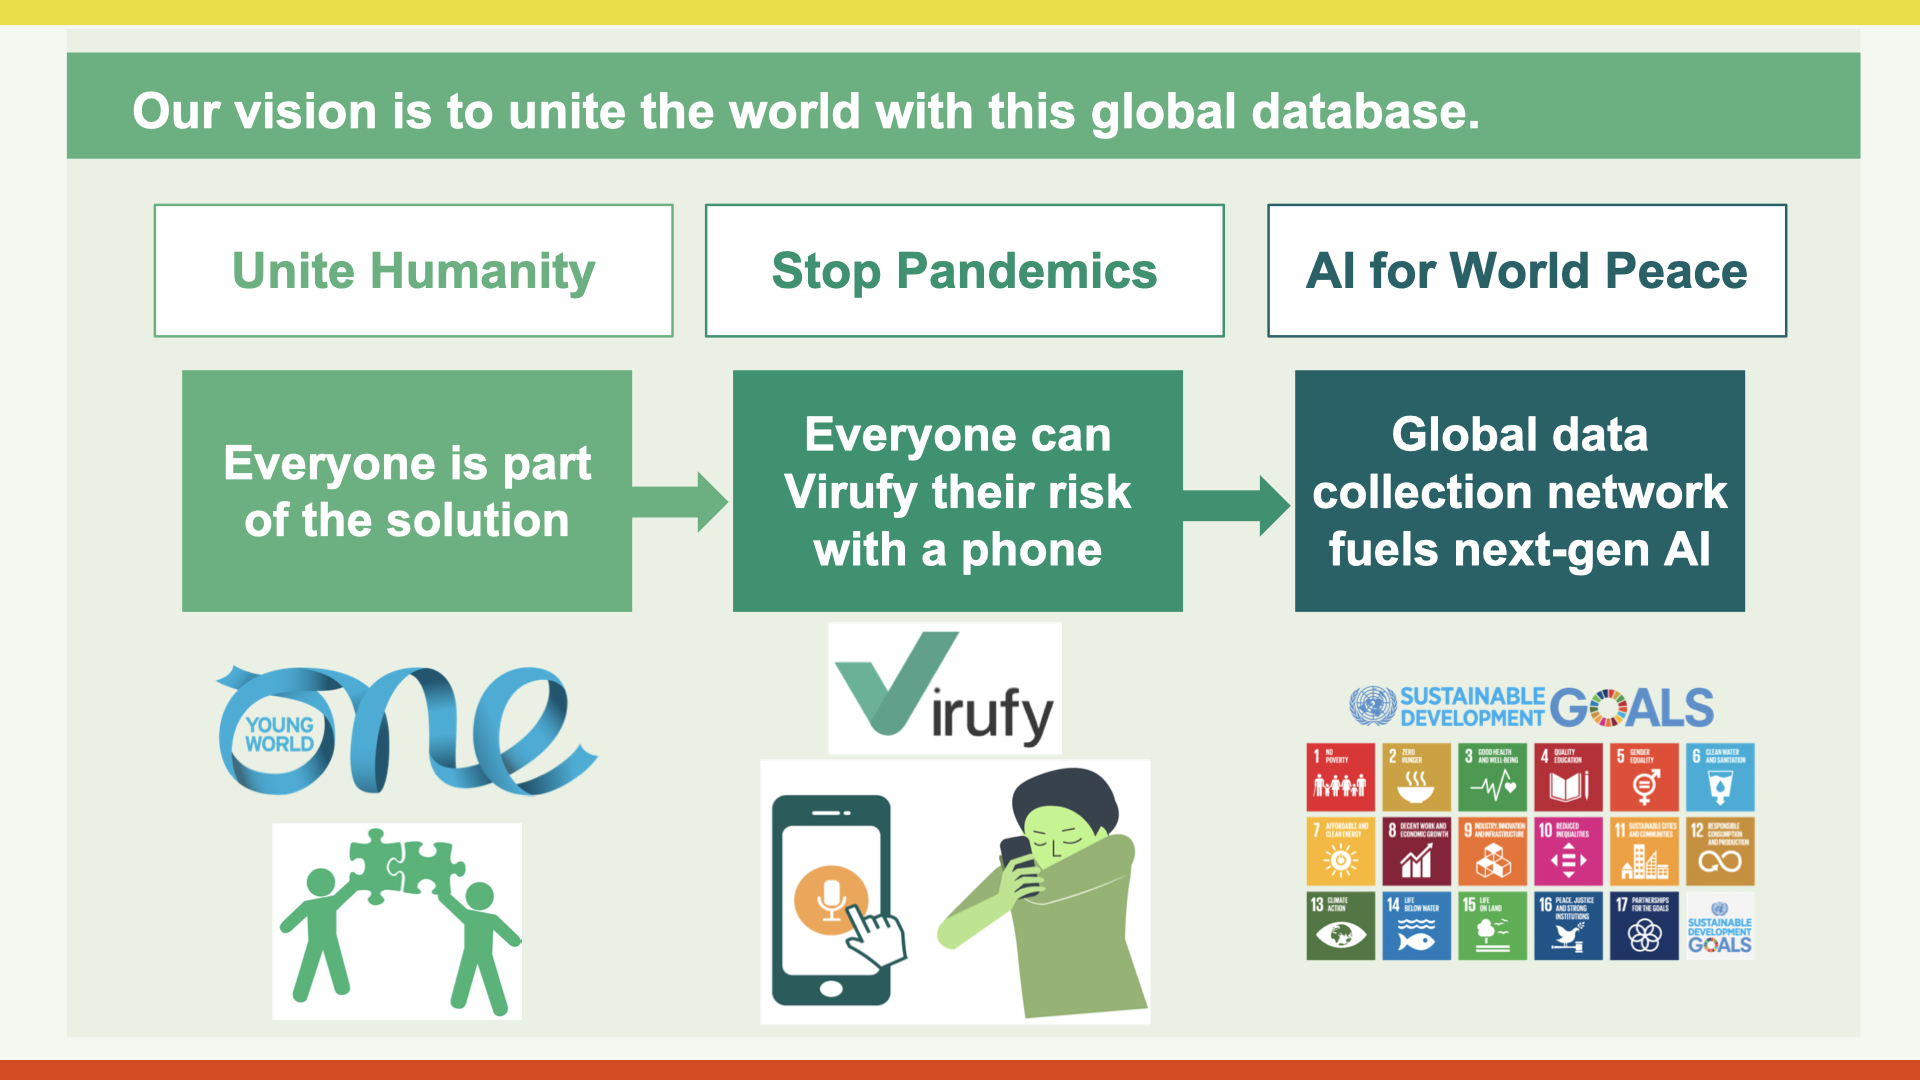 Our vision is to unite the world with this global database.
Unite Humanity
Stop Pandemics
AI for World Peace
Everyone is part
of the solution
Everyone can
Virufy their risk
with a phone
Global data
collection network
fuels next-gen AI
one
YOUNG
WORLD
Virufy
SUSTAINABLE
DEVELOPMENT
GOALS
1 NO
POVERTY
2 ZERO
HUNGER
3 GOOD HEALTH
AND WELL-BEING
4 QUALITY
EDUCATION
5 GENDER
EQUALITY
6 CLEAN WATER
AND SANITATION
7 AFFORDABLE AND
CLEAN ENERGY
8 DECENT WORK AND
ECONOMIC GROWTH
9 INDUSTRY, INNOVATION
AND INFRASTRUCTURE
10 REDUCED
INEQUALITIES
11 SUSTAINABLE CITIES
AND COMMUNITIES
12 RESPONSIBLE
CONSUMPTION
AND PRODUCTION
13 CLIMATE
ACTION
14 LIFE
BELOW WATER
15 LIFE
ON LAND
16 PEACE, JUSTICE
AND STRONG
INSTITUTIONS
17 PARTNERSHIPS
FOR THE GOALS
SUSTAINABLE
DEVELOPMENT
GOALS